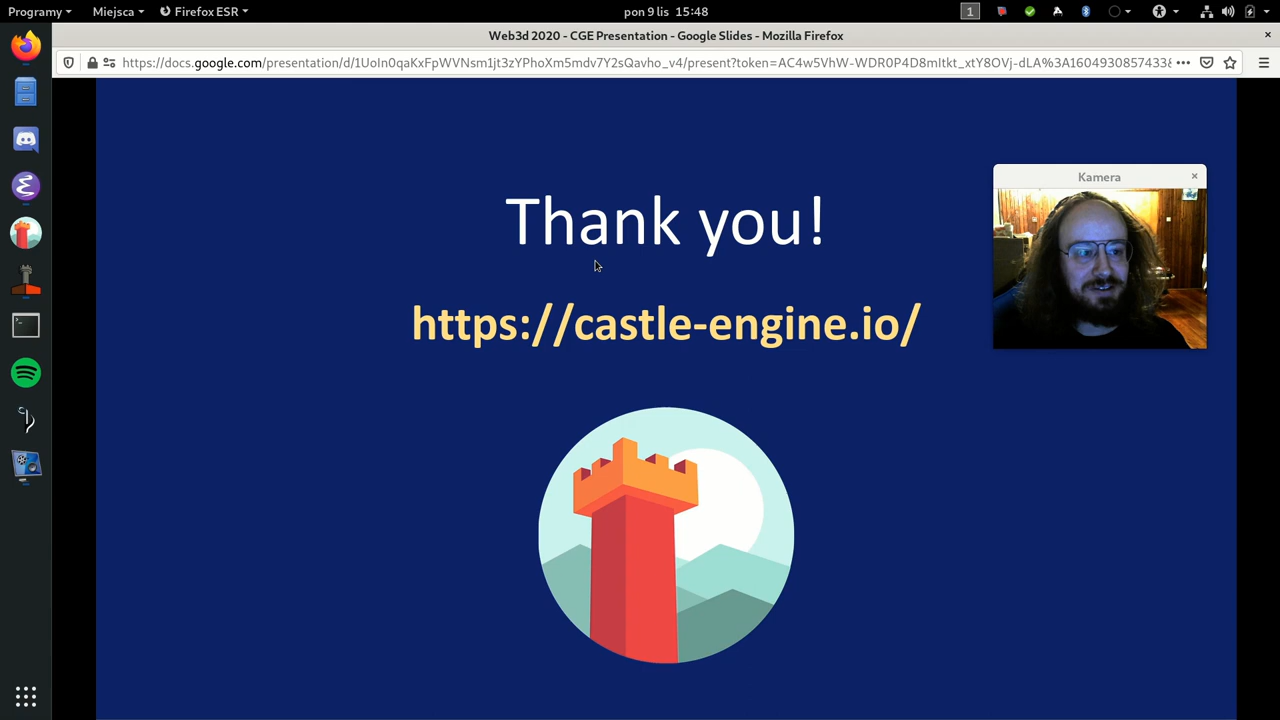 Programy
Miejsca
Firefox ESR
pon 9 lis 15:48
1
Web3d 2020 - CGE Presentation - Google Slides - Mozilla Firefox
https://docs.google.com/presentation/d/1UoIn0qaKxFpWVNsm1jt3zYPhoXm5mdv7Y2sQavho_v4/present?token=AC4w5VhW-WDR0P4D8mItkt_xtY8OVj-dLA%3A1604930857433&
Thank you!
https://castle-engine.io/
Kamera